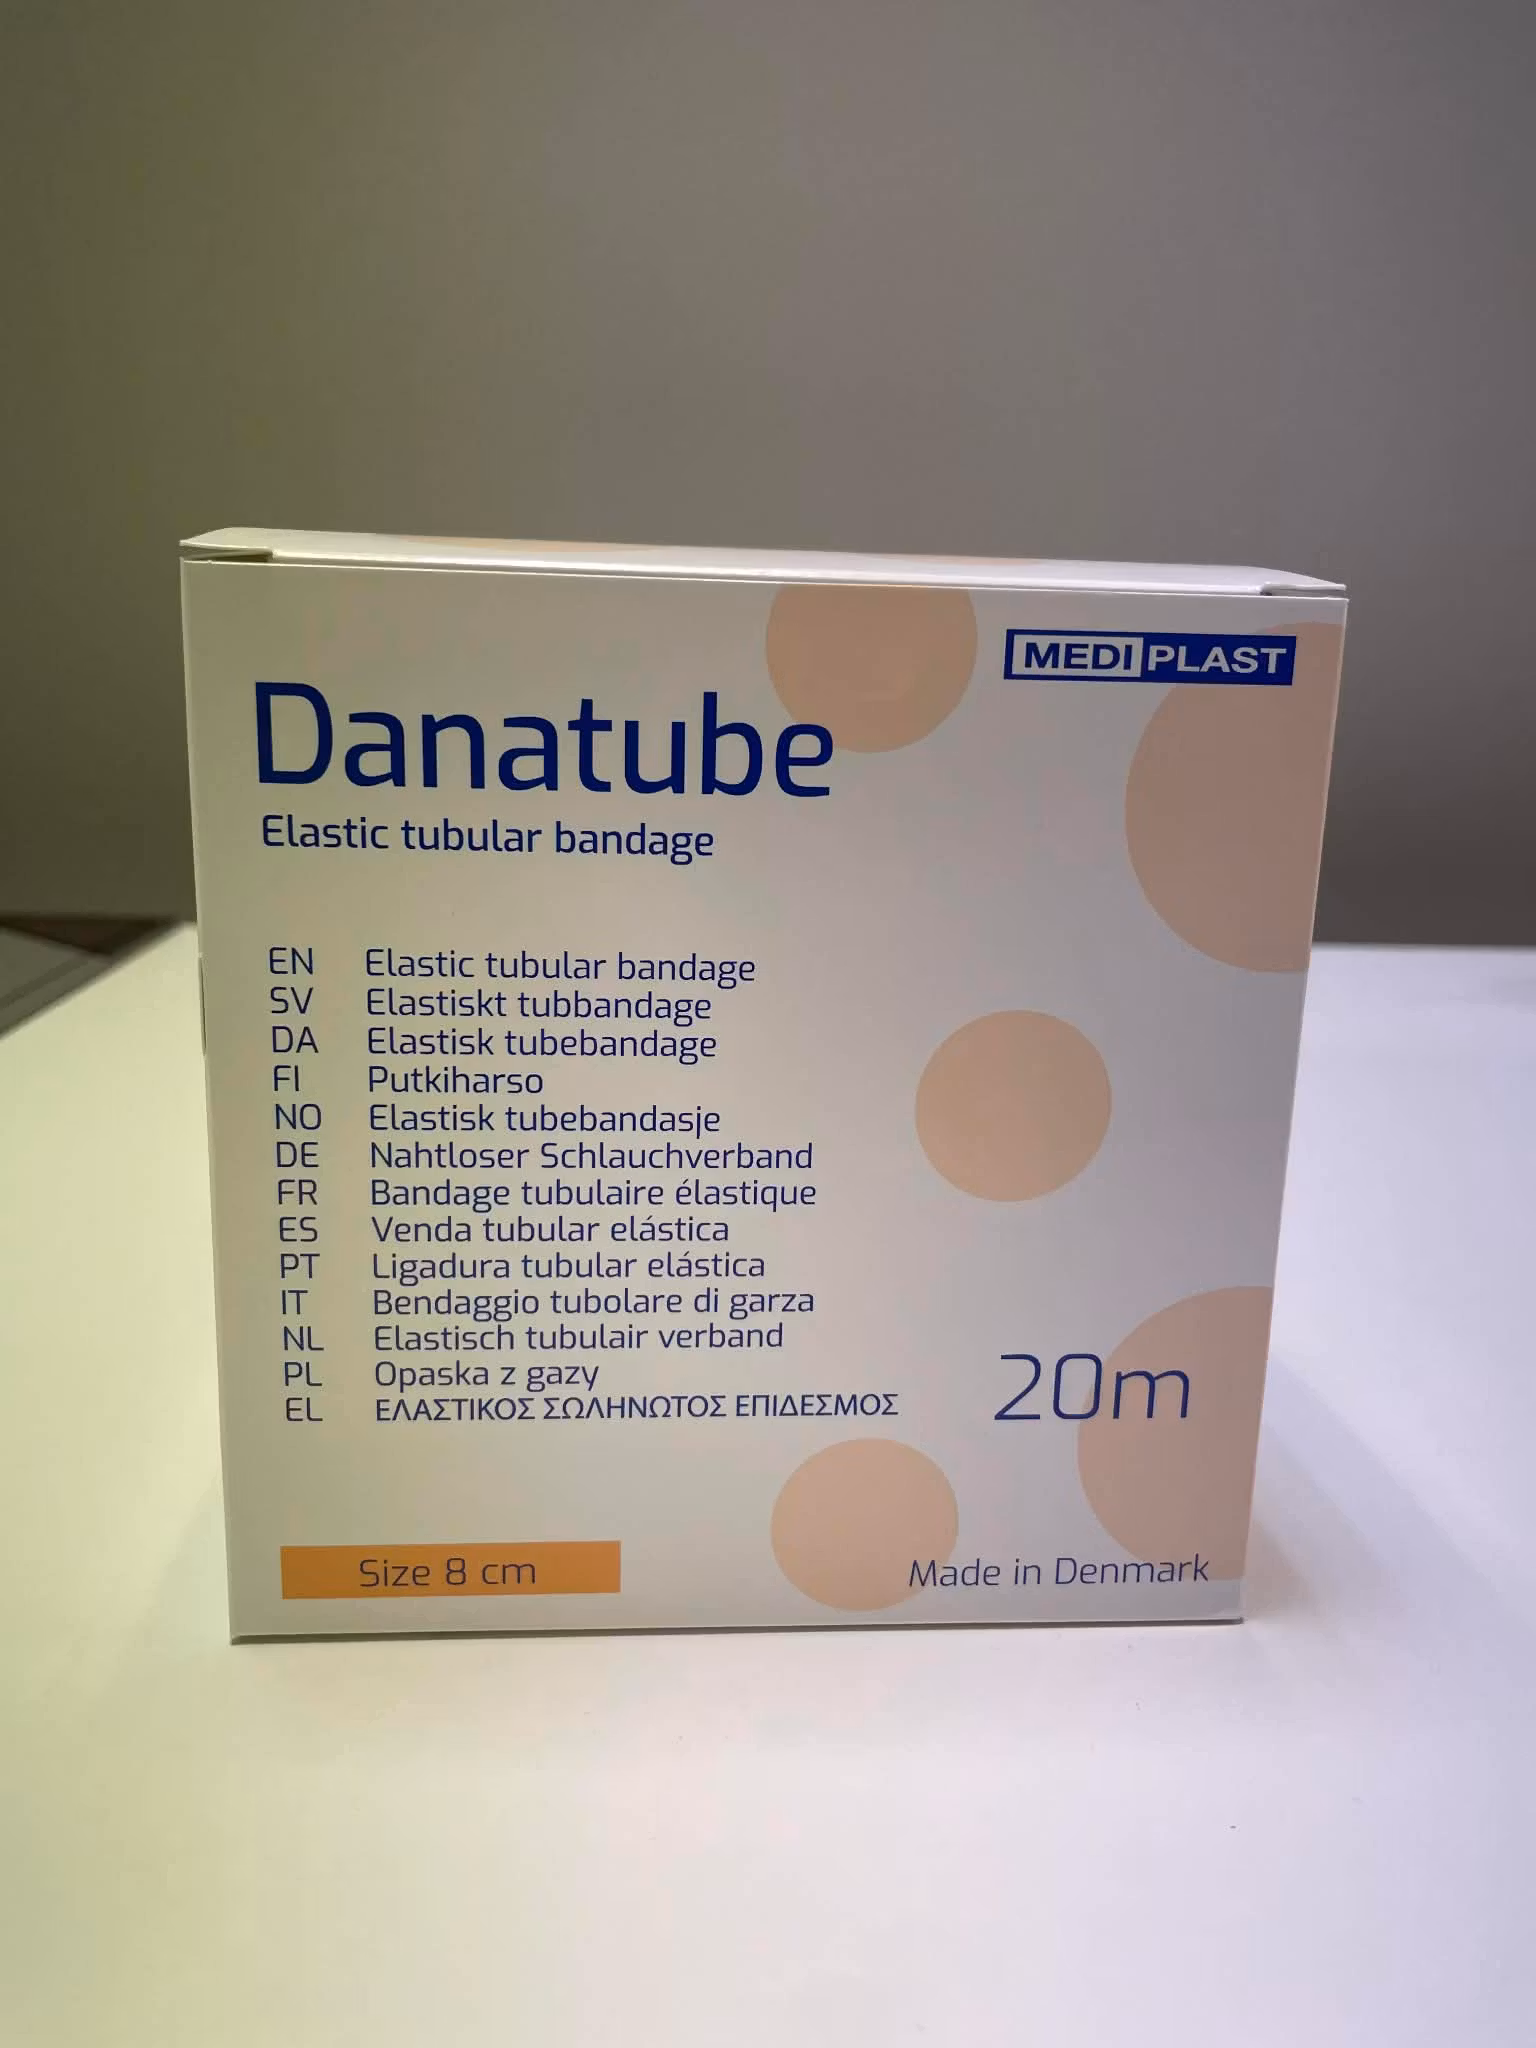 MEDIPLAST
Danatube
Elastic tubular bandage
EN Elastic tubular bandage
SV Elastiskt tubbandage
DA Elastisk tubebandage
FI Putkiharso
NO Elastisk tubebandasje
DE Nahtloser Schlauchverband
FR Bandage tubulaire élastique
ES Venda tubular elástica
PT Ligadura tubular elástica
IT Bendaggio tubolare di garza
NL Elastisch tubulair verband
PL Opaska z gazy
EL ΕΛΑΣΤΙΚΟΣ ΣΩΛΗΝΩΤΟΣ ΕΠΙΔΕΣΜΟΣ
20m
Size 8 cm
Made in Denmark